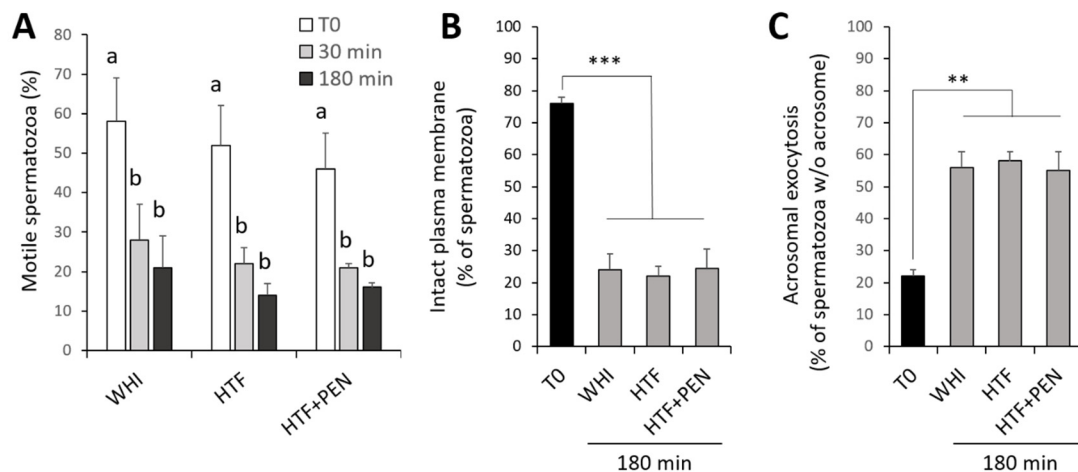 A
Motile spermatozoa (%)
80
70
60
50
40
30
20
10
0
T0
30 min
180 min
a
b
b
a
b
b
a
b
b
WHI
HTF
HTF+PEN
B
Intact plasma membrane
(% of spermatozoa)
100
90
80
70
60
50
40
30
20
10
0
***
T0
WHI
HTF
HTF+PEN
180 min
C
Acrosomal exocytosis
(% of spermatozoa w/o acrosome)
100
90
80
70
60
50
40
30
20
10
0
**
T0
WHI
HTF
HTF+PEN
180 min